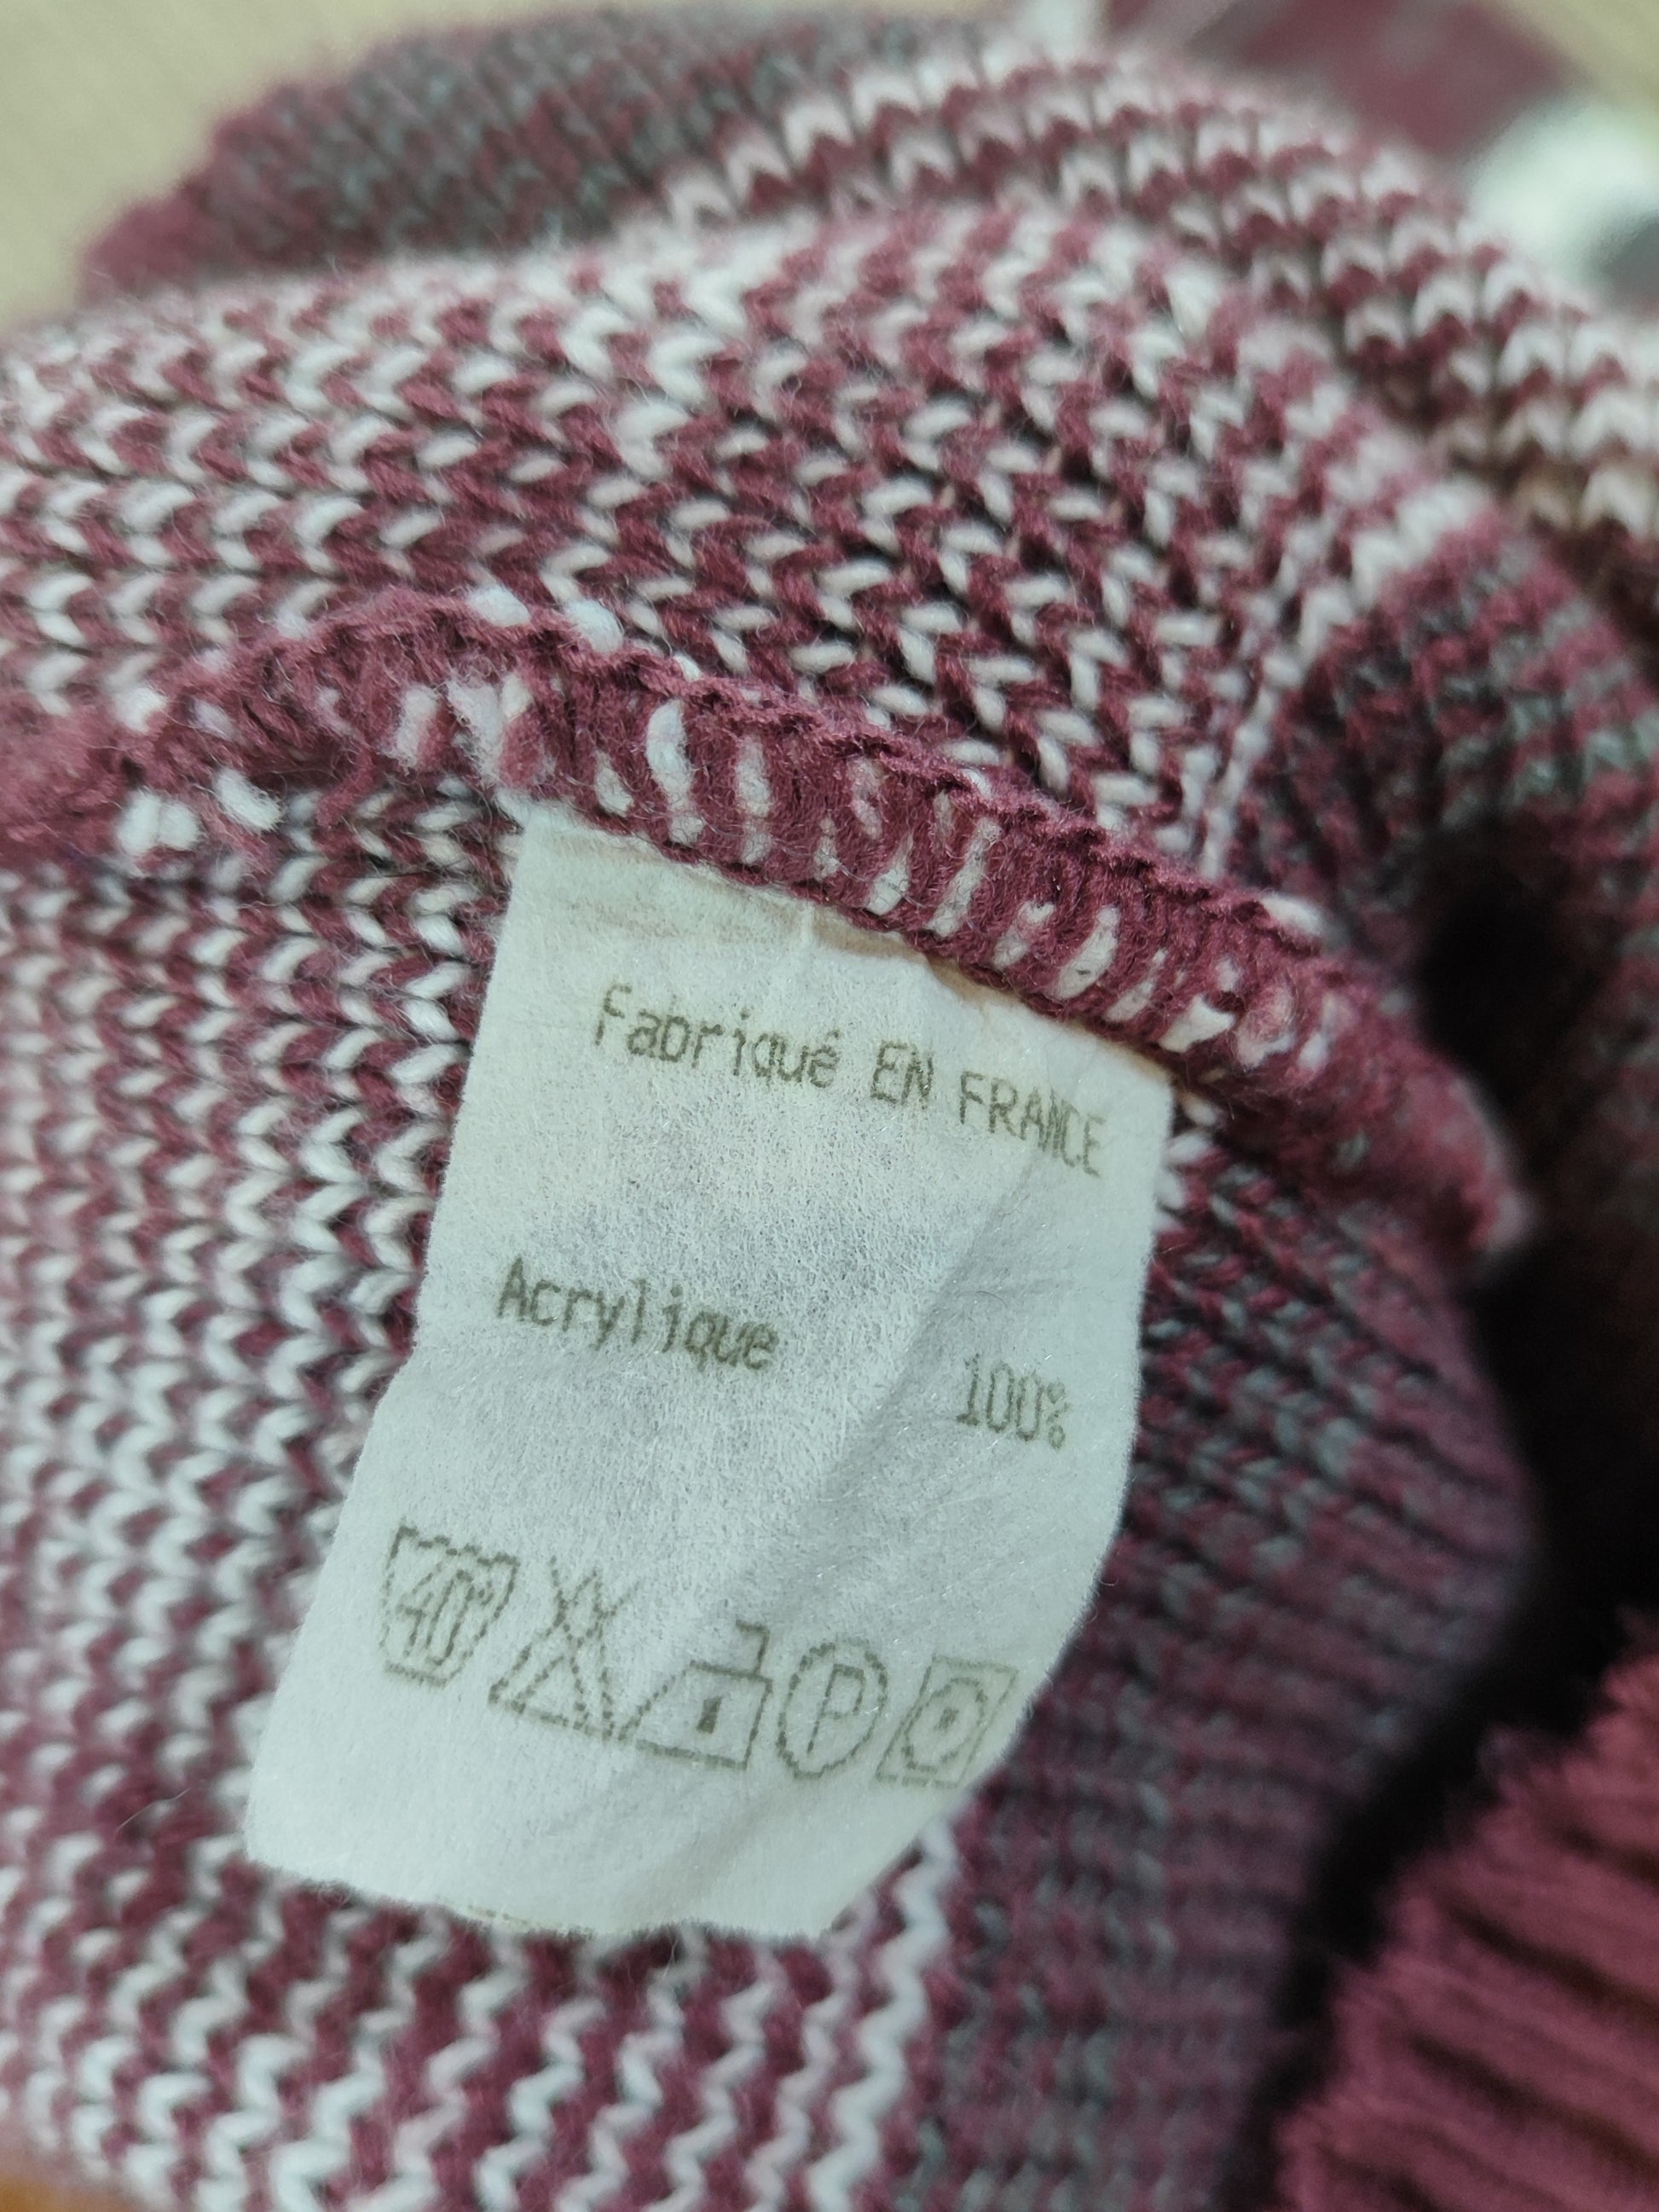 Fabriqué EN FRANCE
Acrylique 100%
40° P